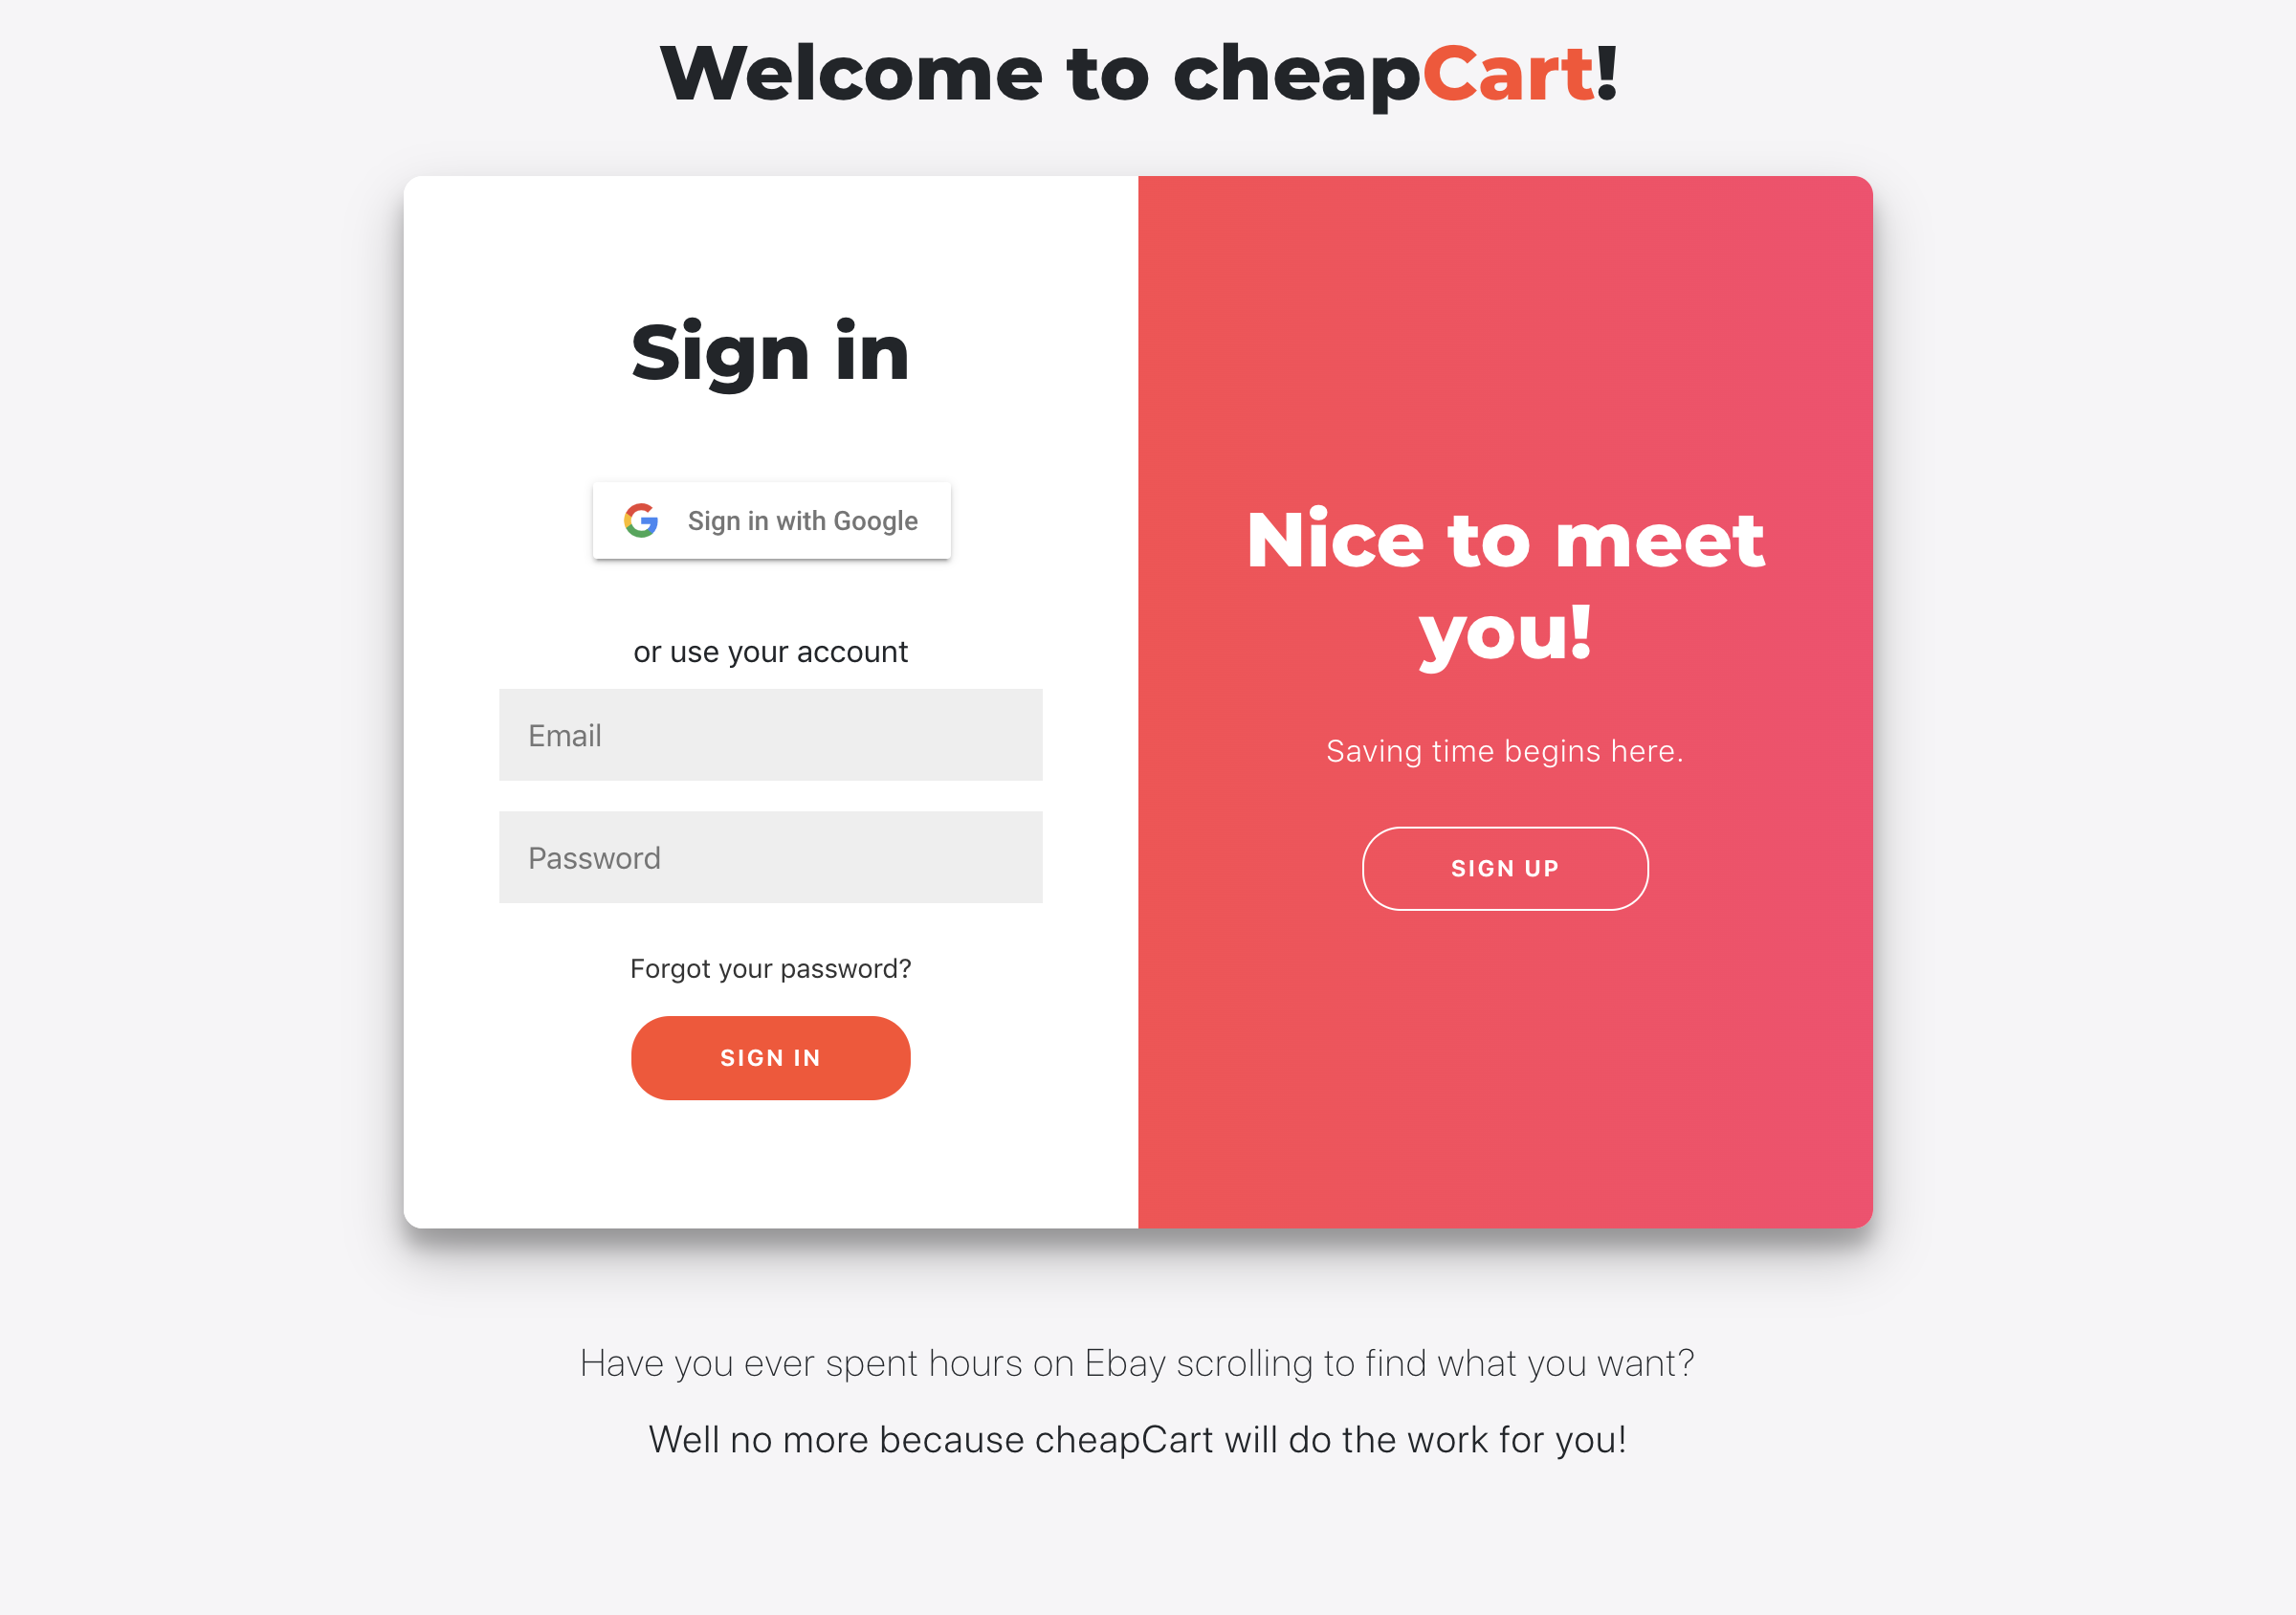 Welcome to cheapCart!
Sign in
Sign in with Google
or use your account
Email
Password
Forgot your password?
SIGN IN
Nice to meet
you!
Saving time begins here.
SIGN UP
Have you ever spent hours on Ebay scrolling to find what you want?
Well no more because cheapCart will do the work for you!